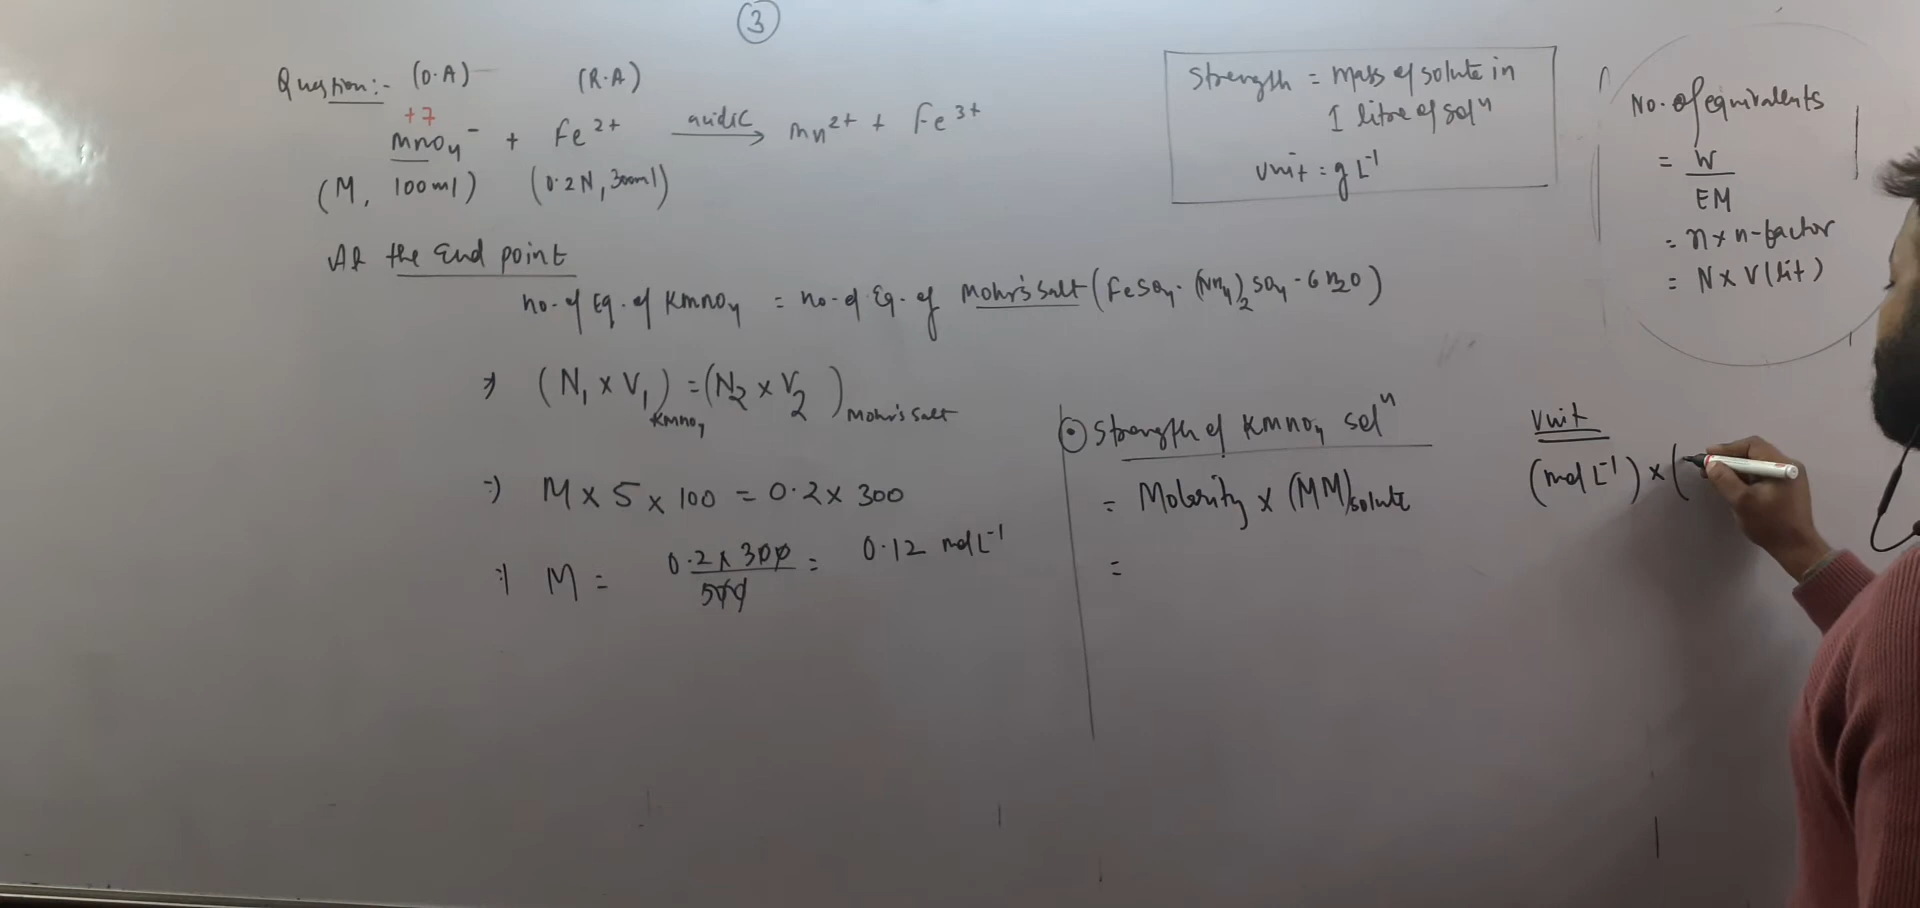 3
Question:- (O.A) (R.A)
+7
MnO4⁻ + Fe²⁺ acidic → Mn²⁺ + Fe³⁺
(M, 100ml) (0.2N, 300ml)
At the End point
no. of Eq. of KMnO4 = no. of Eq. of Mohr's Salt (FeSO4.(NH4)2SO4.6H2O)
⇒ (N1 × V1)KMnO4 = (N2 × V2)Mohr's Salt
⇒ M × 5 × 100 = 0.2 × 300
⇒ M = 0.2 × 300 / 500 = 0.12 mol L⁻¹
Strength = Mass of solute in
1 litre of solⁿ
Unit = g L⁻¹
No. of equivalents
= W / EM
= n × n-factor
= N × V(lit)
Strength of KMnO4 solⁿ
= Molarity × (MM)solute
=
Unit
(mol L⁻¹) × (